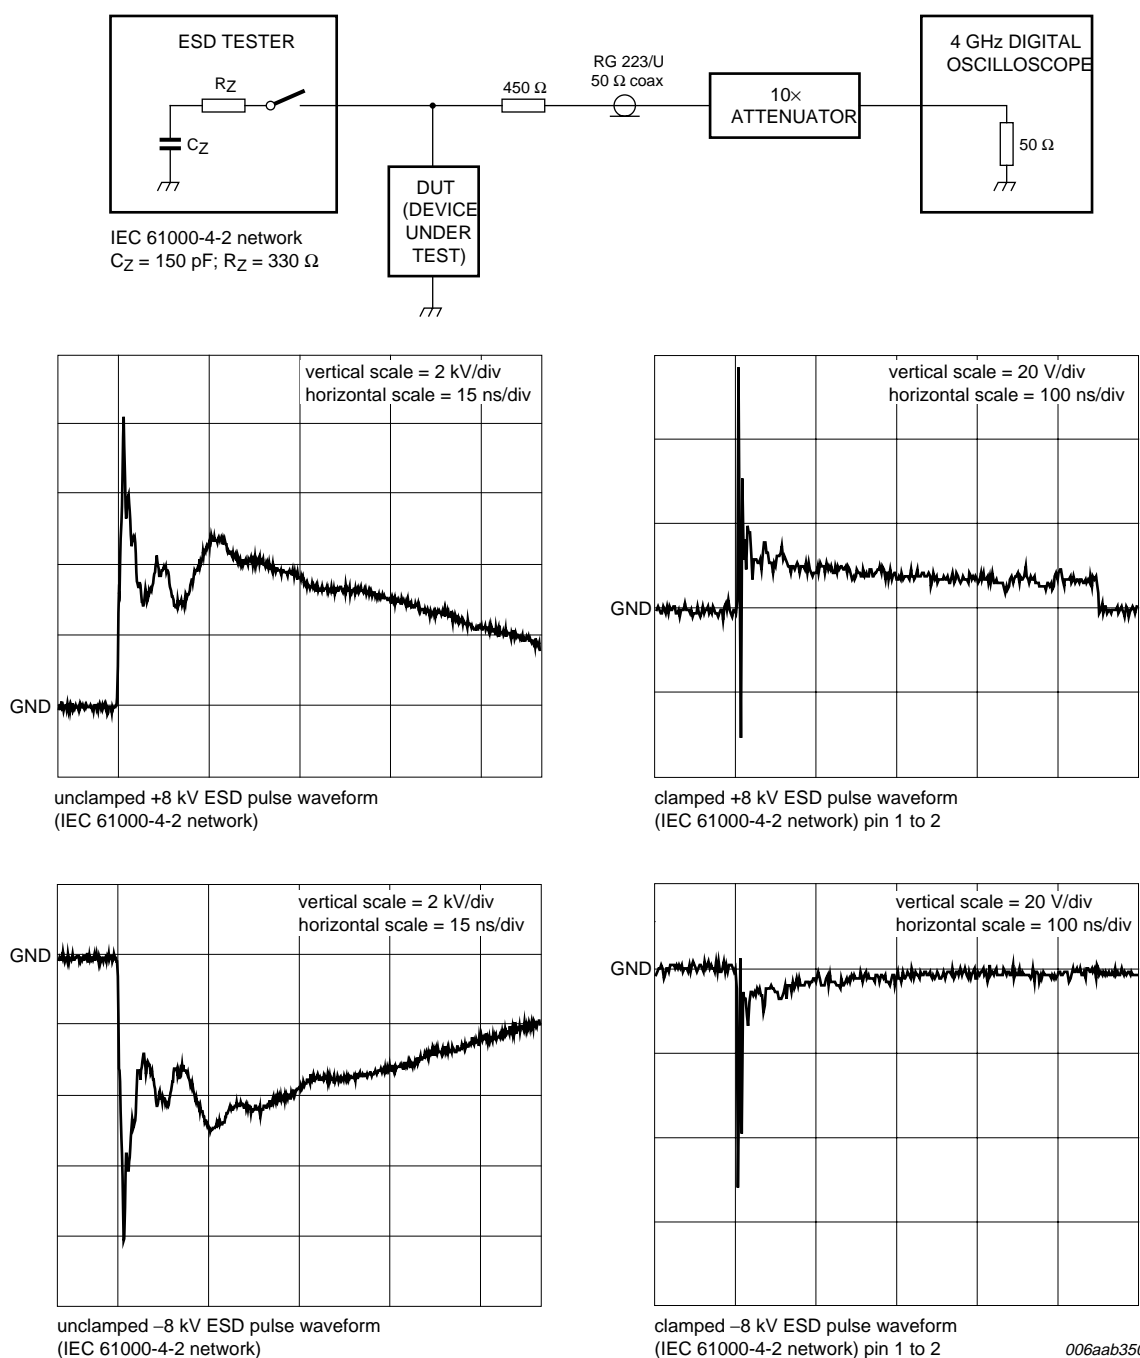 ESD TESTER
RZ
CZ
IEC 61000-4-2 network
CZ = 150 pF; RZ = 330 Ω
450 Ω
RG 223/U
50 Ω coax
10×
ATTENUATOR
4 GHz DIGITAL
OSCILLOSCOPE
50 Ω
DUT
(DEVICE
UNDER
TEST)
vertical scale = 2 kV/div
horizontal scale = 15 ns/div
GND
unclamped +8 kV ESD pulse waveform
(IEC 61000-4-2 network)
vertical scale = 20 V/div
horizontal scale = 100 ns/div
GND
clamped +8 kV ESD pulse waveform
(IEC 61000-4-2 network) pin 1 to 2
vertical scale = 2 kV/div
horizontal scale = 15 ns/div
GND
unclamped −8 kV ESD pulse waveform
(IEC 61000-4-2 network)
vertical scale = 20 V/div
horizontal scale = 100 ns/div
GND
clamped −8 kV ESD pulse waveform
(IEC 61000-4-2 network) pin 1 to 2
006aab350